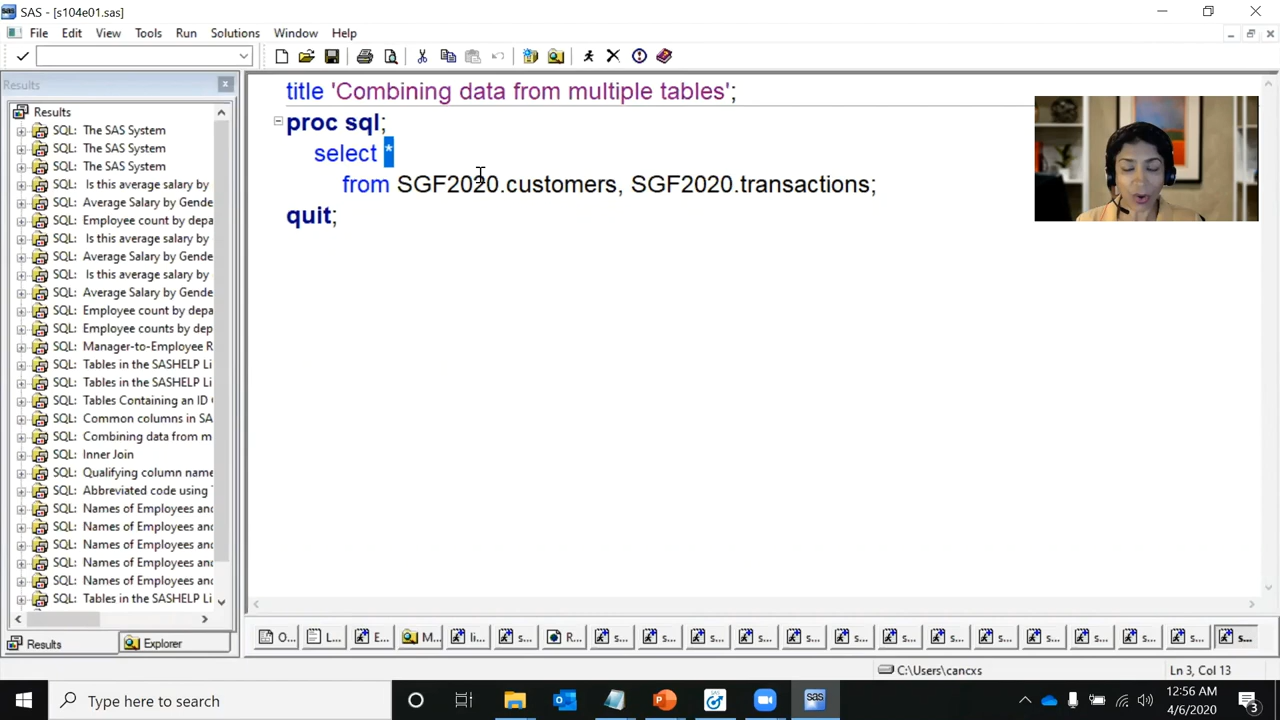 SAS - [s104e01.sas]
File Edit View Tools Run Solutions Window Help
Results
Results
SQL: The SAS System
SQL: The SAS System
SQL: The SAS System
SQL: Is this average salary by
SQL: Average Salary by Gende
SQL: Employee count by depa
SQL: Is this average salary by
SQL: Average Salary by Gende
SQL: Is this average salary by
SQL: Average Salary by Gende
SQL: Employee count by depa
SQL: Employee counts by dep
SQL: Manager-to-Employee R
SQL: Tables in the SASHELP Li
SQL: Tables in the SASHELP Li
SQL: Tables Containing an ID
SQL: Common columns in SA
SQL: Combining data from m
SQL: Inner Join
SQL: Qualifying column name
SQL: Abbreviated code using
SQL: Names of Employees and
SQL: Names of Employees and
SQL: Names of Employees and
SQL: Names of Employees and
SQL: Names of Employees and
SQL: Tables in the SASHELP Li
Results Explorer
title 'Combining data from multiple tables';
proc sql;
select *
from SGF2020.customers, SGF2020.transactions;
quit;
O... L... E... M... li... s... R... s... s... s... s... s... s... s... s... s... s... s... s... s... s...
C:\Users\cancxs
Ln 3, Col 13
Type here to search
12:56 AM
4/6/2020
3